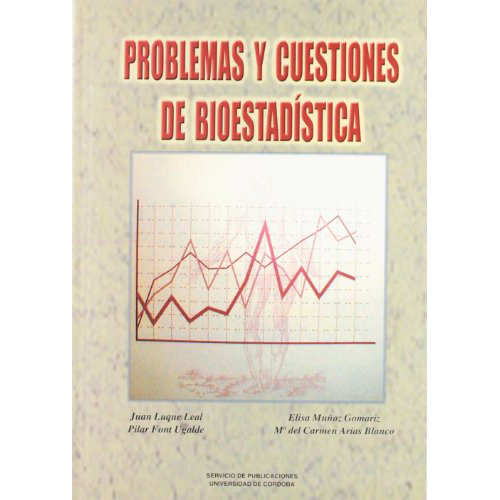 PROBLEMAS Y CUESTIONES
DE BIOESTADÍSTICA
Juan Luque Leal
Pilar Font Ugalde
Elisa Muñoz Gomariz
Mª del Carmen Arias Blanco
SERVICIO DE PUBLICACIONES
UNIVERSIDAD DE CORDOBA